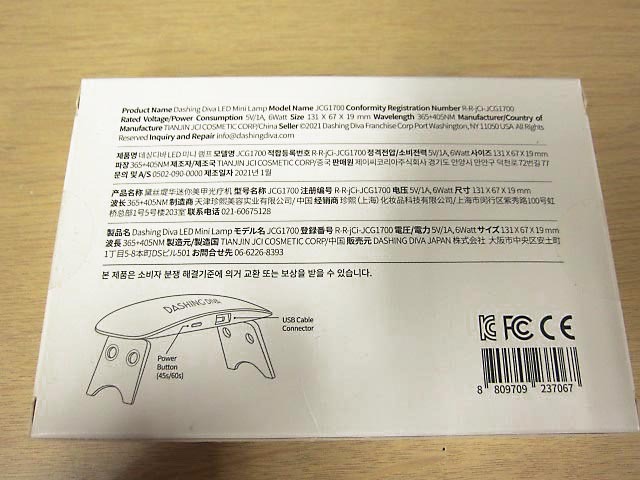 Product Name Dashing Diva LED Mini Lamp Model Name JCG1700 Conformity Registration Number R-R-jCi-JCG1700
Rated Voltage/Power Consumption 5V/1A, 6Watt Size 131 X 67 X 19 mm Wavelength 365+405NM Manufacturer/Country of
Manufacture TIANJIN JCI COSMETIC CORP/China Seller ©2021 Dashing Diva Franchise Corp Port Washington, NY 11050 USA All Rights
Reserved Inquiry and Repair info@dashingdiva.com
제품명 데싱디바 LED 미니 램프 모델명 JCG1700 적합등록번호 R-R-jCi-JCG1700 정격전압/소비전력 5V/1A, 6Watt 사이즈 131 X 67 X 19 mm
파장 365+405NM 제조자/제조국 TIANJIN JCI COSMETIC CORP/중국 판매원 제이씨코리아주식회사 경기도 안양시 만안구 덕천로 72번길 77
문의 및 A/S 0502-090-0000 제조일자 2021년 1월
产品名 黛丝堤华迷你美甲光疗机 型号名称 JCG1700 注册编号 R-R-jCi-JCG1700 电压 5V/1A, 6Watt 尺寸 131 X 67 X 19 mm
波长 365+405NM 制造商 天津珍熙美容实业有限公司/ 中国 经销商 珍熙 (上海) 化妆品科技有限公司/上海市闵行区紫秀路100号虹
桥总部1号5号楼203室 联系电话 021-60675128
製品名 Dashing Diva LED Mini Lamp モデル名 JCG1700 登録番号 R-R-jCi-JCG1700 電圧/電力 5V/1A, 6Watt サイズ 131 X 67 X 19 mm
波長 365+405NM 製造元/製造国 TIANJIN JCI COSMETIC CORP/中国 販売元 DASHING DIVA JAPAN 株式会社 大阪市中央区安土町
1丁目5-8本町DSビル501 お問合せ先 06-6226-8393
본 제품은 소비자 분쟁 해결기준에 의거 교환 또는 보상을 받을 수 있습니다.
DASHING DIVA
USB Cable
Connector
Power
Button
(45s/60s)
KC FC CE
8 809709 237067